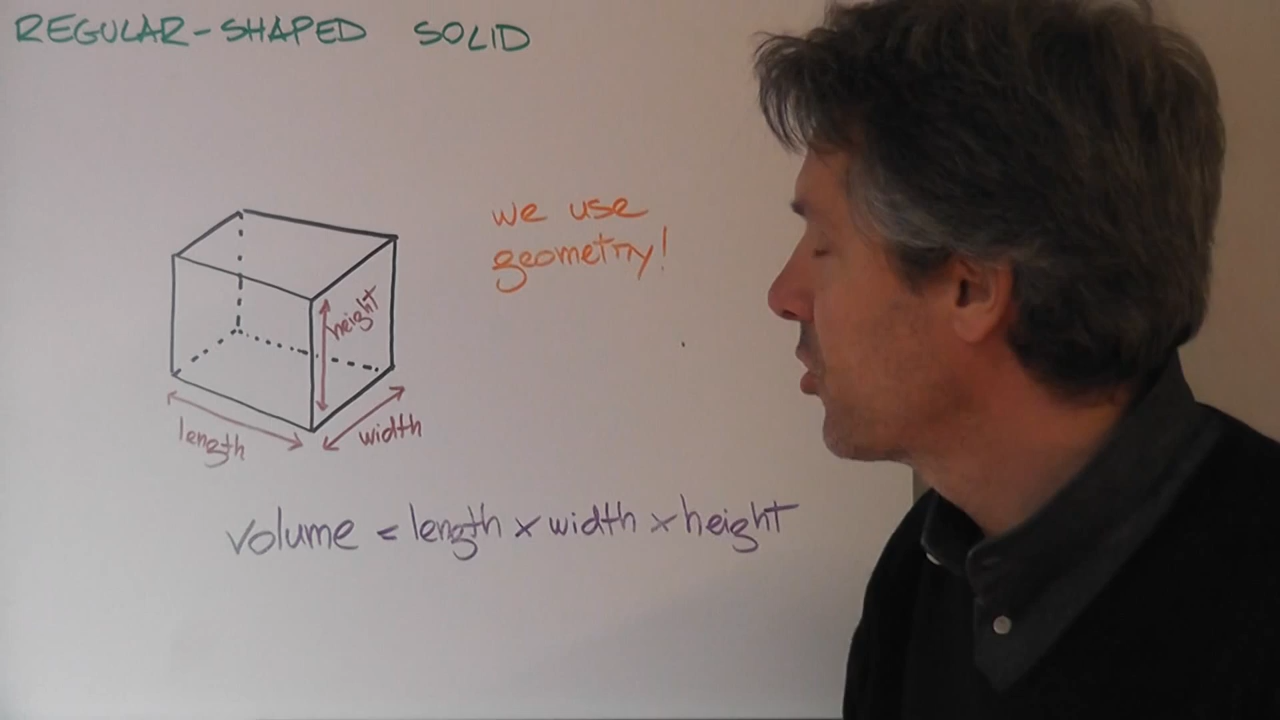 REGULAR-SHAPED SOLID
we use
geometry!
height
length
width
volume = length x width x height